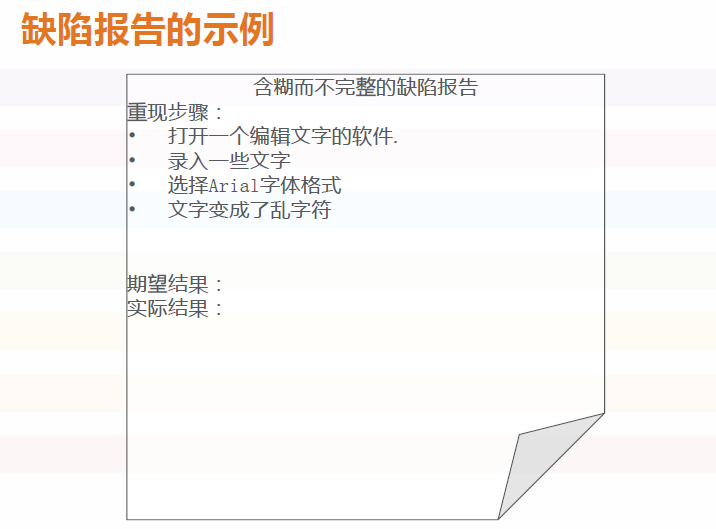 缺陷报告的示例
含糊而不完整的缺陷报告
重现步骤：
• 打开一个编辑文字的软件.
• 录入一些文字
• 选择Arial字体格式
• 文字变成了乱字符
期望结果：
实际结果：